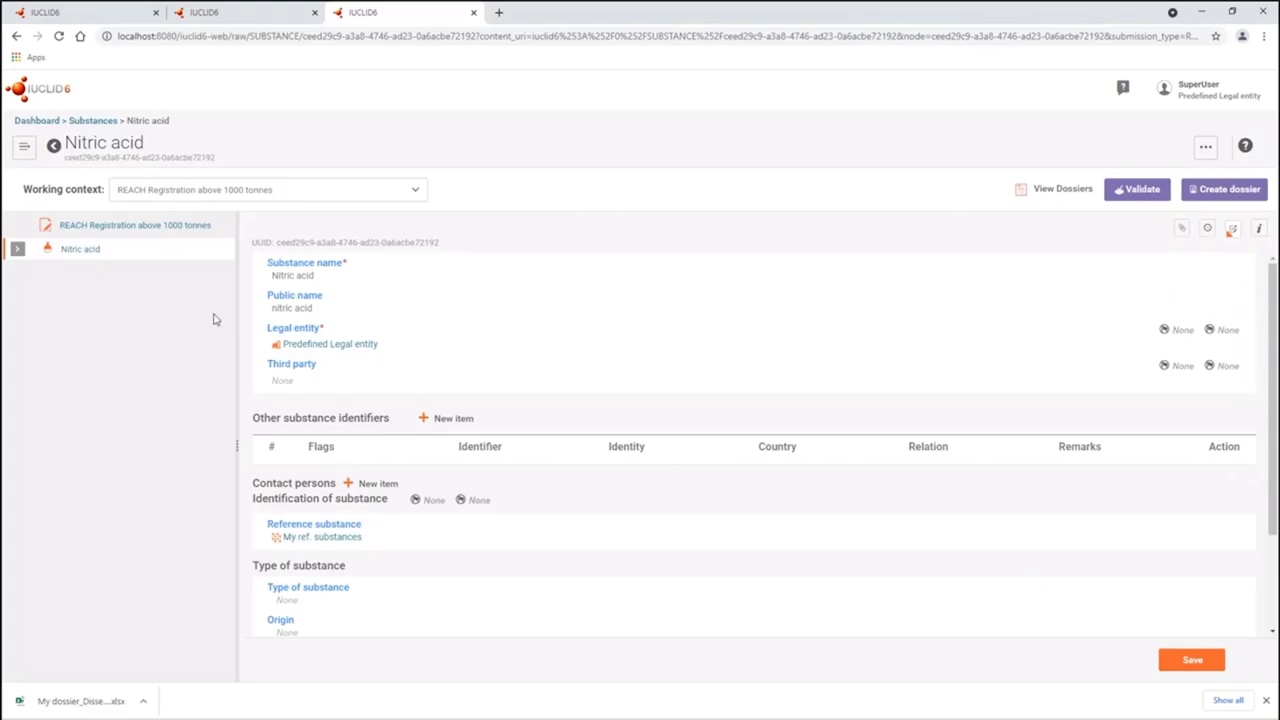 IUCLID6
IUCLID6
IUCLID6
localhost:8080/iuclid6-web/raw/SUBSTANCE/ceed29c9-a3a8-4746-ad23-0a6acbe72192?content_uri=iuclid6%253A%252F0%252FSUBSTANCE%252Fceed29c9-a3a8-4746-ad23-0a6acbe72192&node=ceed29c9-a3a8-4746-ad23-0a6acbe72192&submission_type=R...
Apps
IUCLID6
SuperUser
Predefined Legal entity
Dashboard > Substances > Nitric acid
Nitric acid
ceed29c9-a3a8-4746-ad23-0a6acbe72192
Working context: REACH Registration above 1000 tonnes View Dossiers Validate Create dossier
REACH Registration above 1000 tonnes
Nitric acid
UUID: ceed29c9-a3a8-4746-ad23-0a6acbe72192
Substance name*
Nitric acid
Public name
nitric acid
Legal entity* None None
Predefined Legal entity
Third party None None
None
Other substance identifiers New item
# Flags Identifier Identity Country Relation Remarks Action
Contact persons New item
Identification of substance None None
Reference substance
My ref. substances
Type of substance
Type of substance
None
Origin
None
Save
My dossier_Disse....xlsx Show all